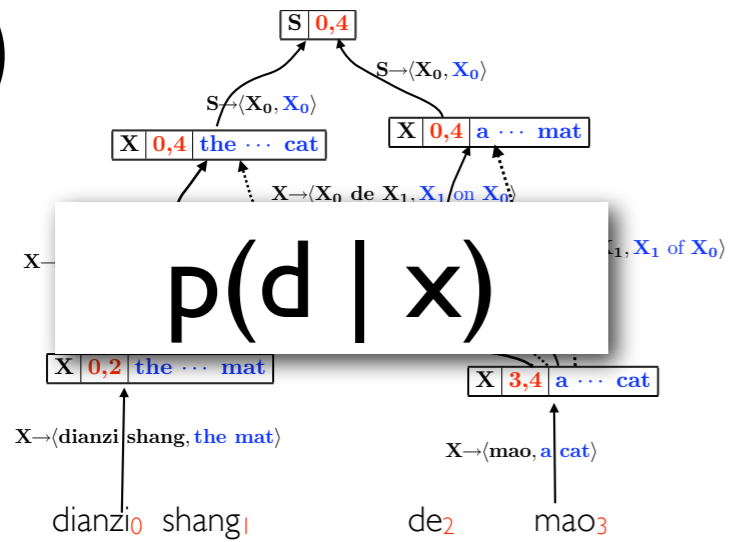 S 0,4
S→⟨X₀, X₀⟩
S→⟨X₀, X₀⟩
X 0,4 the ··· cat
X 0,4 a ··· mat
X→⟨X₀ de X₁, X₁ on X₀⟩
X→
X₁, X₁ of X₀⟩
p(d | x)
X 0,2 the ··· mat
X 3,4 a ··· cat
X→⟨dianzi shang, the mat⟩
X→⟨mao, a cat⟩
dianzi₀ shang₁ de₂ mao₃